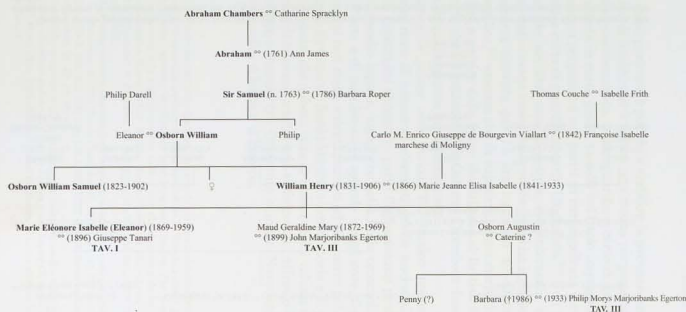 Abraham Chambers °° Catharine Spracklyn
Abraham °° (1761) Ann James
Philip Darell
Sir Samuel (n. 1763) °° (1786) Barbara Roper
Thomas Couche °° Isabelle Frith
Eleanor °° Osborn William
Philip
Carlo M. Enrico Giuseppe de Bourgevin Viallart °° (1842) Françoise Isabelle
marchese di Moligny
Osborn William Samuel (1823-1902)
♀
William Henry (1831-1906) °° (1866) Marie Jeanne Elisa Isabelle (1841-1933)
Marie Eléonore Isabelle (Eleanor) (1869-1959)
°° (1896) Giuseppe Tanari
TAV. I
Maud Geraldine Mary (1872-1969)
°° (1899) John Marjoribanks Egerton
TAV. III
Osborn Augustin
°° Caterine ?
Penny (?)
Barbara (†1986) °° (1933) Philip Morys Marjoribanks Egerton
TAV. III